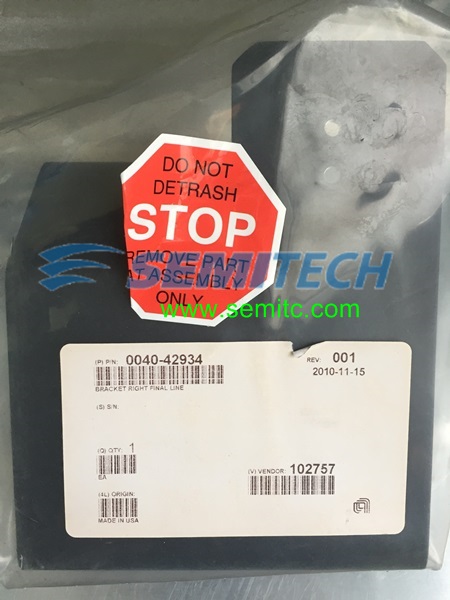 DO NOT
DETRASH
STOP
REMOVE PART
AT ASSEMBLY
ONLY
SEMITECH
www.semitc.com
(P) P/N: 0040-42934
BRACKET RIGHT FINAL LINE
REV: 001
2010-11-15
(S) S/N:
(Q) QTY: 1
EA
(V) VENDOR: 102757
(4L) ORIGIN:
MADE IN USA